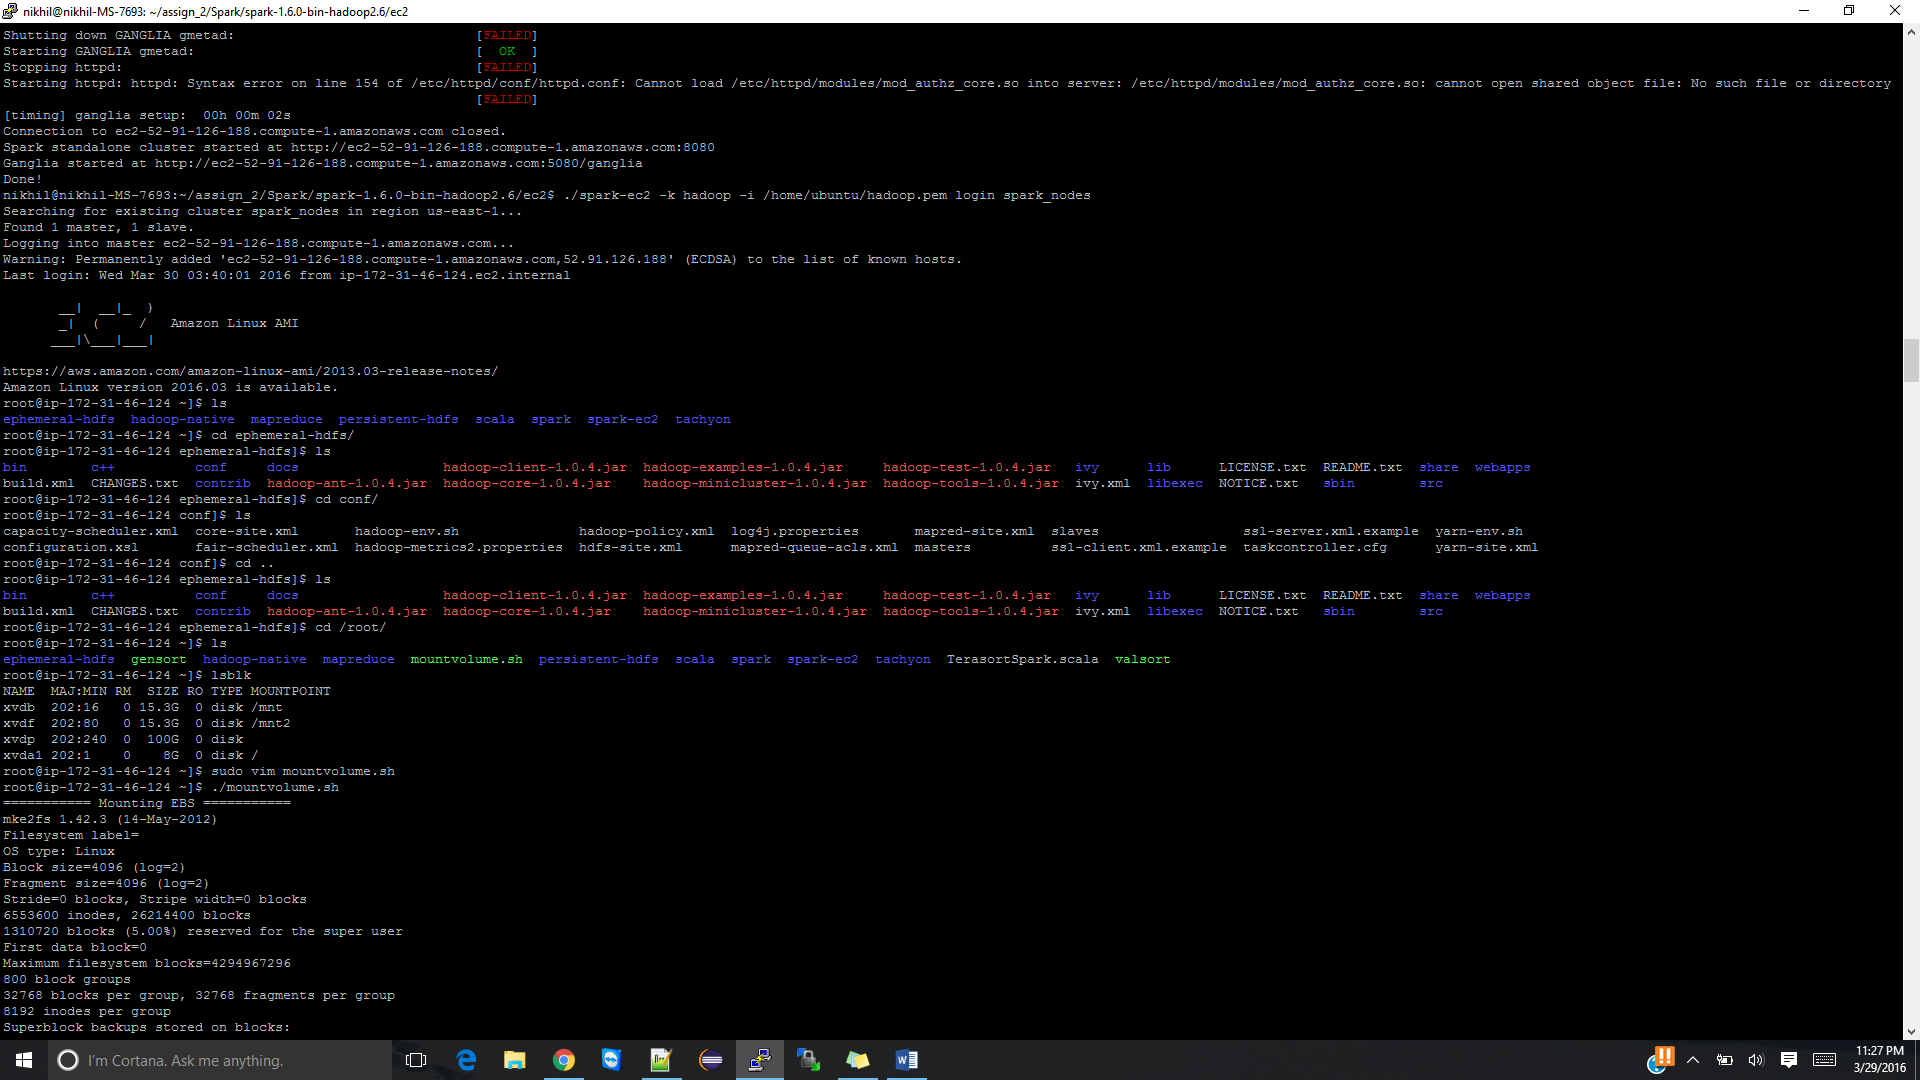 nikhil@nikhil-MS-7693: ~/assign_2/Spark/spark-1.6.0-bin-hadoop2.6/ec2
Shutting down GANGLIA gmetad:                              [FAILED]
Starting GANGLIA gmetad:                                   [  OK  ]
Stopping httpd:                                            [FAILED]
Starting httpd: httpd: Syntax error on line 154 of /etc/httpd/conf/httpd.conf: Cannot load /etc/httpd/modules/mod_authz_core.so into server: /etc/httpd/modules/mod_authz_core.so: cannot open shared object file: No such file or directory
                                                           [FAILED]
[timing] ganglia setup:  00h 00m 02s
Connection to ec2-52-91-126-188.compute-1.amazonaws.com closed.
Spark standalone cluster started at http://ec2-52-91-126-188.compute-1.amazonaws.com:8080
Ganglia started at http://ec2-52-91-126-188.compute-1.amazonaws.com:5080/ganglia
Done!
nikhil@nikhil-MS-7693:~/assign_2/Spark/spark-1.6.0-bin-hadoop2.6/ec2$ ./spark-ec2 -k hadoop -i /home/ubuntu/hadoop.pem login spark_nodes
Searching for existing cluster spark_nodes in region us-east-1...
Found 1 master, 1 slave.
Logging into master ec2-52-91-126-188.compute-1.amazonaws.com...
Warning: Permanently added 'ec2-52-91-126-188.compute-1.amazonaws.com,52.91.126.188' (ECDSA) to the list of known hosts.
Last login: Wed Mar 30 03:40:01 2016 from ip-172-31-46-124.ec2.internal
       __|  __|_  )
       _|  (     /   Amazon Linux AMI
      ___|\___|___|
https://aws.amazon.com/amazon-linux-ami/2013.03-release-notes/
Amazon Linux version 2016.03 is available.
root@ip-172-31-46-124 ~]$ ls
ephemeral-hdfs  hadoop-native  mapreduce  persistent-hdfs  scala  spark  spark-ec2  tachyon
root@ip-172-31-46-124 ~]$ cd ephemeral-hdfs/
root@ip-172-31-46-124 ephemeral-hdfs]$ ls
bin        c++          conf     docs                  hadoop-client-1.0.4.jar  hadoop-examples-1.0.4.jar     hadoop-test-1.0.4.jar   ivy      lib      LICENSE.txt  README.txt  share  webapps
build.xml  CHANGES.txt  contrib  hadoop-ant-1.0.4.jar  hadoop-core-1.0.4.jar    hadoop-minicluster-1.0.4.jar  hadoop-tools-1.0.4.jar  ivy.xml  libexec  NOTICE.txt   sbin        src
root@ip-172-31-46-124 ephemeral-hdfs]$ cd conf/
root@ip-172-31-46-124 conf]$ ls
capacity-scheduler.xml  core-site.xml       hadoop-env.sh               hadoop-policy.xml  log4j.properties       mapred-site.xml  slaves                  ssl-server.xml.example  yarn-env.sh
configuration.xsl       fair-scheduler.xml  hadoop-metrics2.properties  hdfs-site.xml      mapred-queue-acls.xml  masters          ssl-client.xml.example  taskcontroller.cfg      yarn-site.xml
root@ip-172-31-46-124 conf]$ cd ..
root@ip-172-31-46-124 ephemeral-hdfs]$ ls
bin        c++          conf     docs                  hadoop-client-1.0.4.jar  hadoop-examples-1.0.4.jar     hadoop-test-1.0.4.jar   ivy      lib      LICENSE.txt  README.txt  share  webapps
build.xml  CHANGES.txt  contrib  hadoop-ant-1.0.4.jar  hadoop-core-1.0.4.jar    hadoop-minicluster-1.0.4.jar  hadoop-tools-1.0.4.jar  ivy.xml  libexec  NOTICE.txt   sbin        src
root@ip-172-31-46-124 ephemeral-hdfs]$ cd /root/
root@ip-172-31-46-124 ~]$ ls
ephemeral-hdfs  gensort  hadoop-native  mapreduce  mountvolume.sh  persistent-hdfs  scala  spark  spark-ec2  tachyon  TerasortSpark.scala  valsort
root@ip-172-31-46-124 ~]$ lsblk
NAME  MAJ:MIN RM  SIZE RO TYPE MOUNTPOINT
xvdb  202:16   0 15.3G  0 disk /mnt
xvdf  202:80   0 15.3G  0 disk /mnt2
xvdp  202:240  0  100G  0 disk
xvda1 202:1    0    8G  0 disk /
root@ip-172-31-46-124 ~]$ sudo vim mountvolume.sh
root@ip-172-31-46-124 ~]$ ./mountvolume.sh
=========== Mounting EBS ===========
mke2fs 1.42.3 (14-May-2012)
Filesystem label=
OS type: Linux
Block size=4096 (log=2)
Fragment size=4096 (log=2)
Stride=0 blocks, Stripe width=0 blocks
6553600 inodes, 26214400 blocks
1310720 blocks (5.00%) reserved for the super user
First data block=0
Maximum filesystem blocks=4294967296
800 block groups
32768 blocks per group, 32768 fragments per group
8192 inodes per group
Superblock backups stored on blocks:
I'm Cortana. Ask me anything.
11:27 PM
3/29/2016